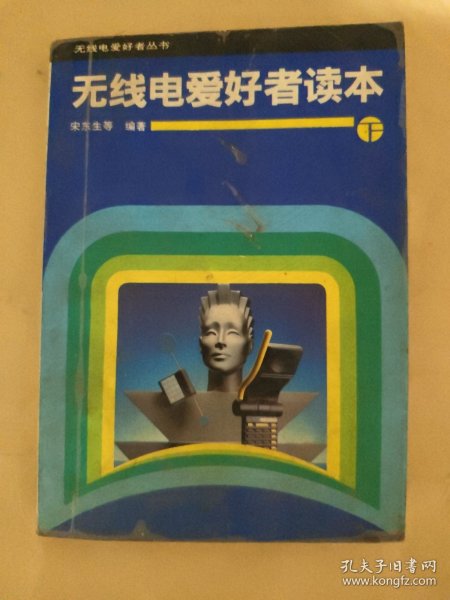 无线电爱好者丛书
无线电爱好者读本
宋东生等 编著
下
孔夫子旧书网
www.kongfz.com